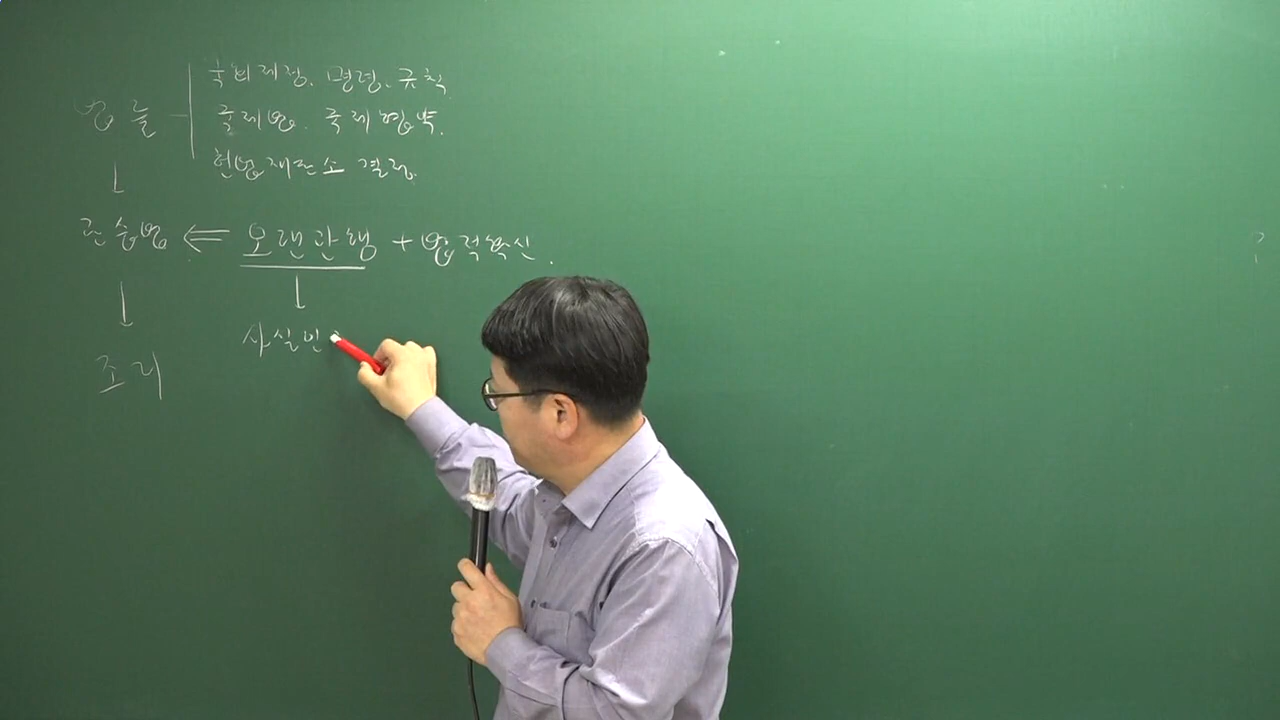 국회제정. 명령. 규칙.
법률
국제법. 국제협약.
헌법재판소 결정.
관습법 ⇐ 오랜관행 + 법적확신.
사실인
조리